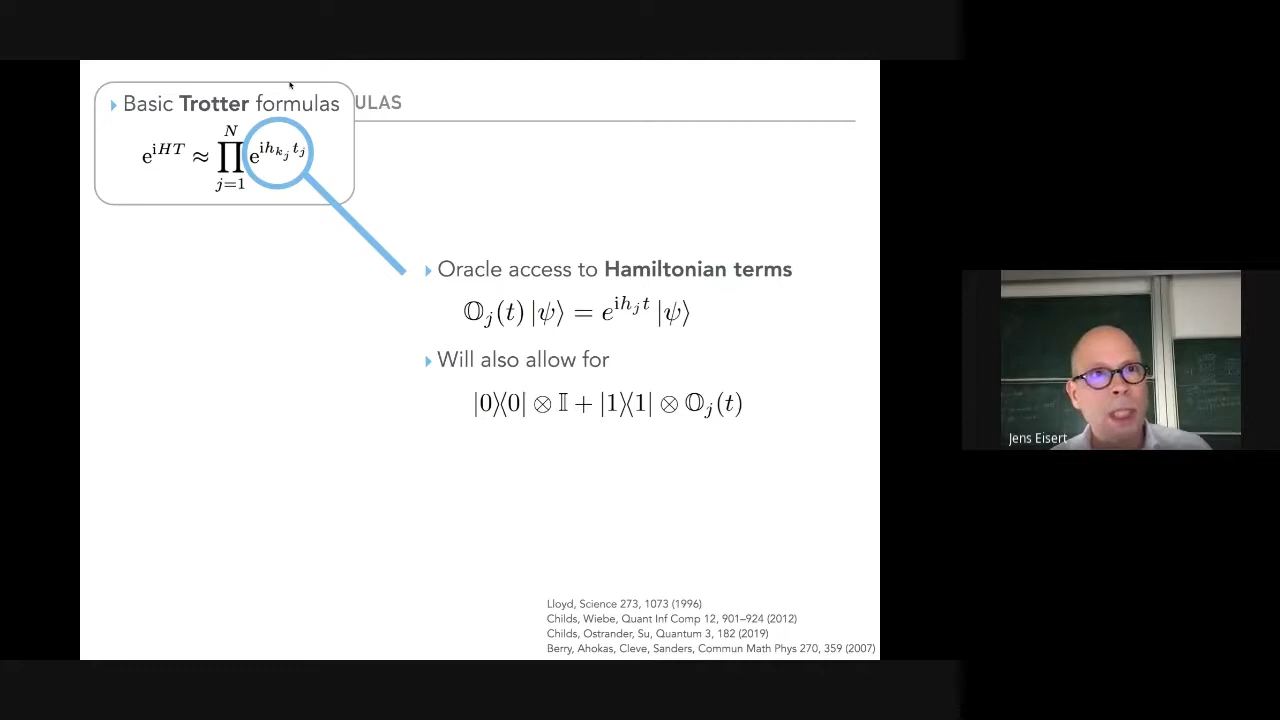 Basic Trotter formulas
ULAS
e^{iHT} ≈ ∏_{j=1}^{N} e^{ih_{k_j}t_j}
Oracle access to Hamiltonian terms
𝕆_j(t) |ψ⟩ = e^{ih_jt} |ψ⟩
Will also allow for
|0⟩⟨0| ⊗ 𝕀 + |1⟩⟨1| ⊗ 𝕆_j(t)
Jens Eisert
Lloyd, Science 273, 1073 (1996)
Childs, Wiebe, Quant Inf Comp 12, 901–924 (2012)
Childs, Ostrander, Su, Quantum 3, 182 (2019)
Berry, Ahokas, Cleve, Sanders, Commun Math Phys 270, 359 (2007)